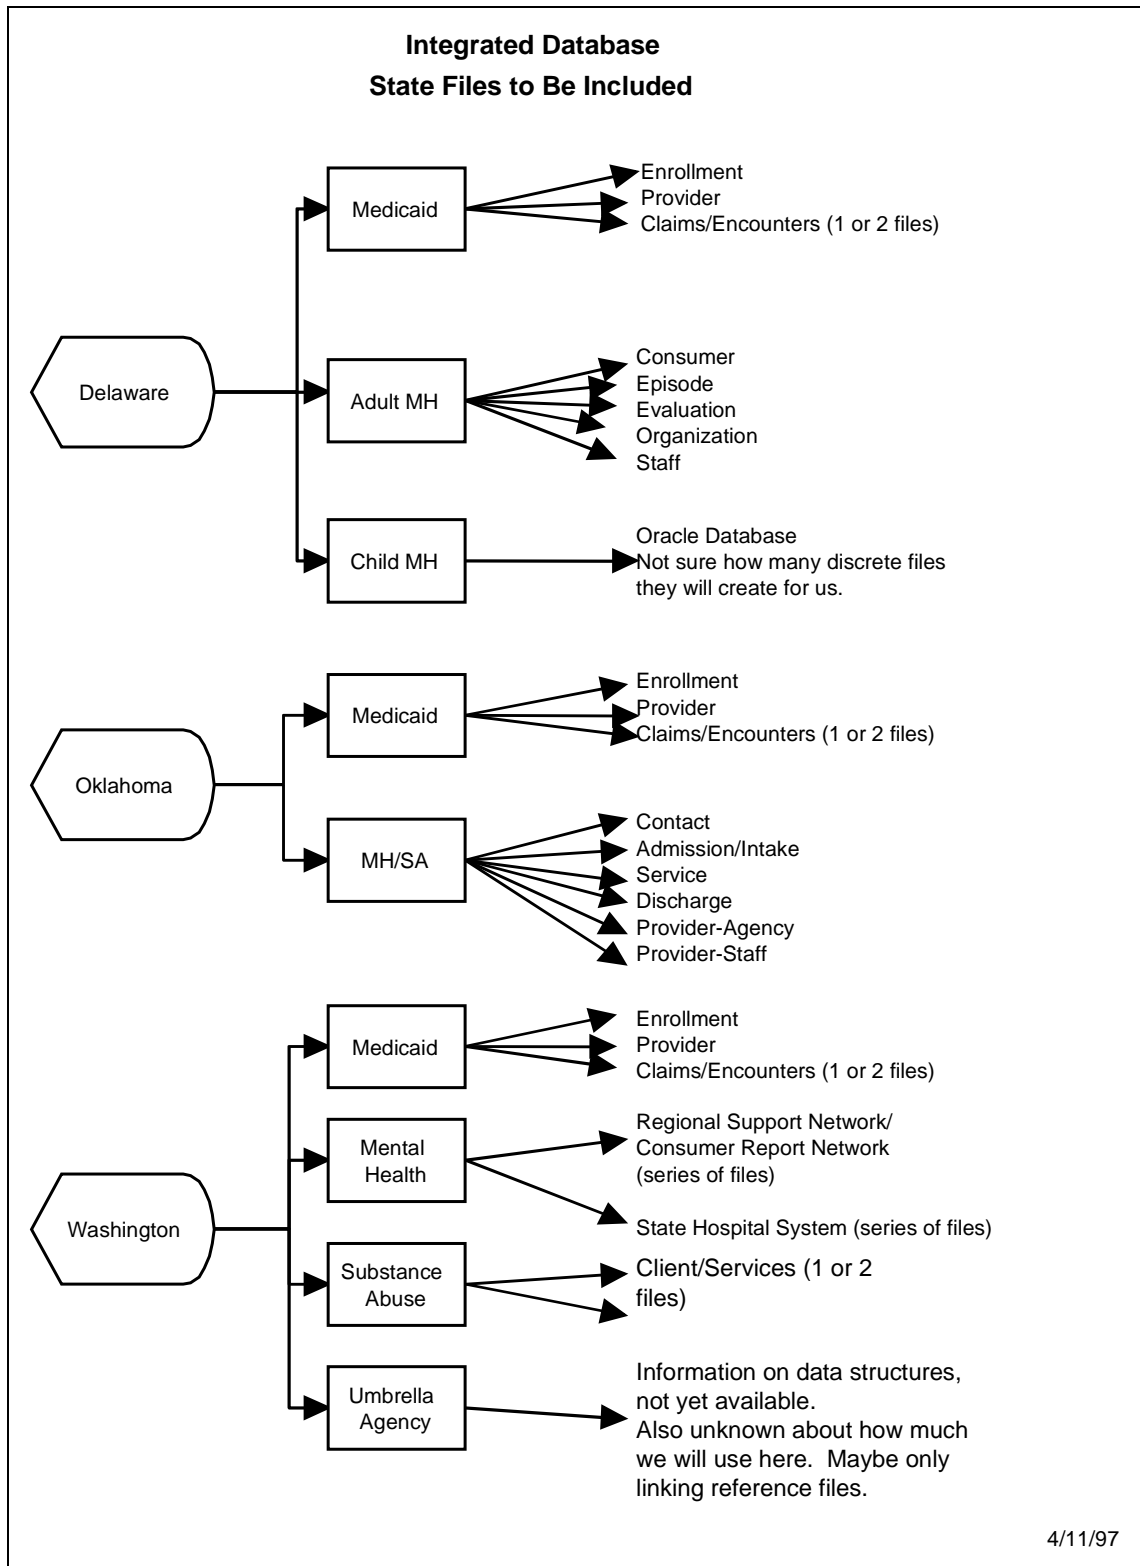 Integrated Database
State Files to Be Included
Delaware
Medicaid
Enrollment
Provider
Claims/Encounters (1 or 2 files)
Adult MH
Consumer
Episode
Evaluation
Organization
Staff
Child MH
Oracle Database
Not sure how many discrete files
they will create for us.
Oklahoma
Medicaid
Enrollment
Provider
Claims/Encounters (1 or 2 files)
MH/SA
Contact
Admission/Intake
Service
Discharge
Provider-Agency
Provider-Staff
Washington
Medicaid
Enrollment
Provider
Claims/Encounters (1 or 2 files)
Mental
Health
Regional Support Network/
Consumer Report Network
(series of files)
State Hospital System (series of files)
Substance
Abuse
Client/Services (1 or 2
files)
Umbrella
Agency
Information on data structures,
not yet available.
Also unknown about how much
we will use here.  Maybe only
linking reference files.
4/11/97